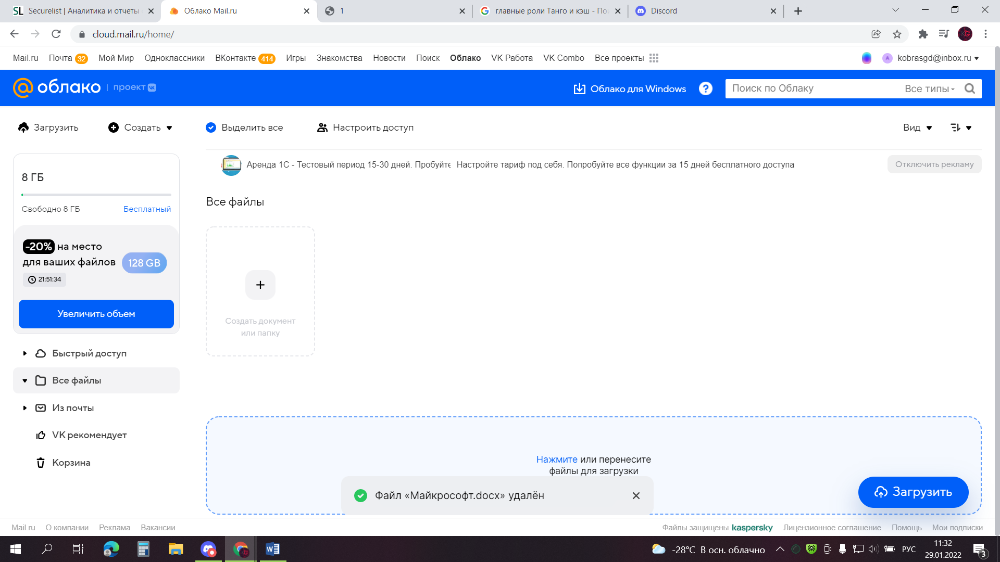 Securelist | Аналитика и отчеты
Облако Mail.ru
1
главные роли Танго и кэш - По
Discord
cloud.mail.ru/home/
Mail.ru Почта 32 Мой Мир Одноклассники ВКонтакте 414 Игры Знакомства Новости Поиск Облако VK Работа VK Combo Все проекты
kobrasgd@inbox.ru
облако | проект
Облако для Windows
?
Поиск по Облаку
Все типы
Загрузить
Создать
Выделить все
Настроить доступ
Вид
Аренда 1С - Тестовый период 15-30 дней. Пробуйте
Настройте тариф под себя. Попробуйте все функции за 15 дней бесплатного доступа
Отключить рекламу
8 ГБ
Свободно 8 ГБ
Бесплатный
-20% на место
для ваших файлов
128 GB
21:51:34
Увеличить объем
Все файлы
Создать документ
или папку
Быстрый доступ
Все файлы
Из почты
VK рекомендует
Корзина
Нажмите или перенесите
файлы для загрузки
Файл «Майкрософт.docx» удалён
Загрузить
Mail.ru О компании Реклама Вакансии
Файлы защищены kaspersky Лицензионное соглашение Помощь Мои подписки
-28°C В осн. облачно
РУС
11:32
29.01.2022
3